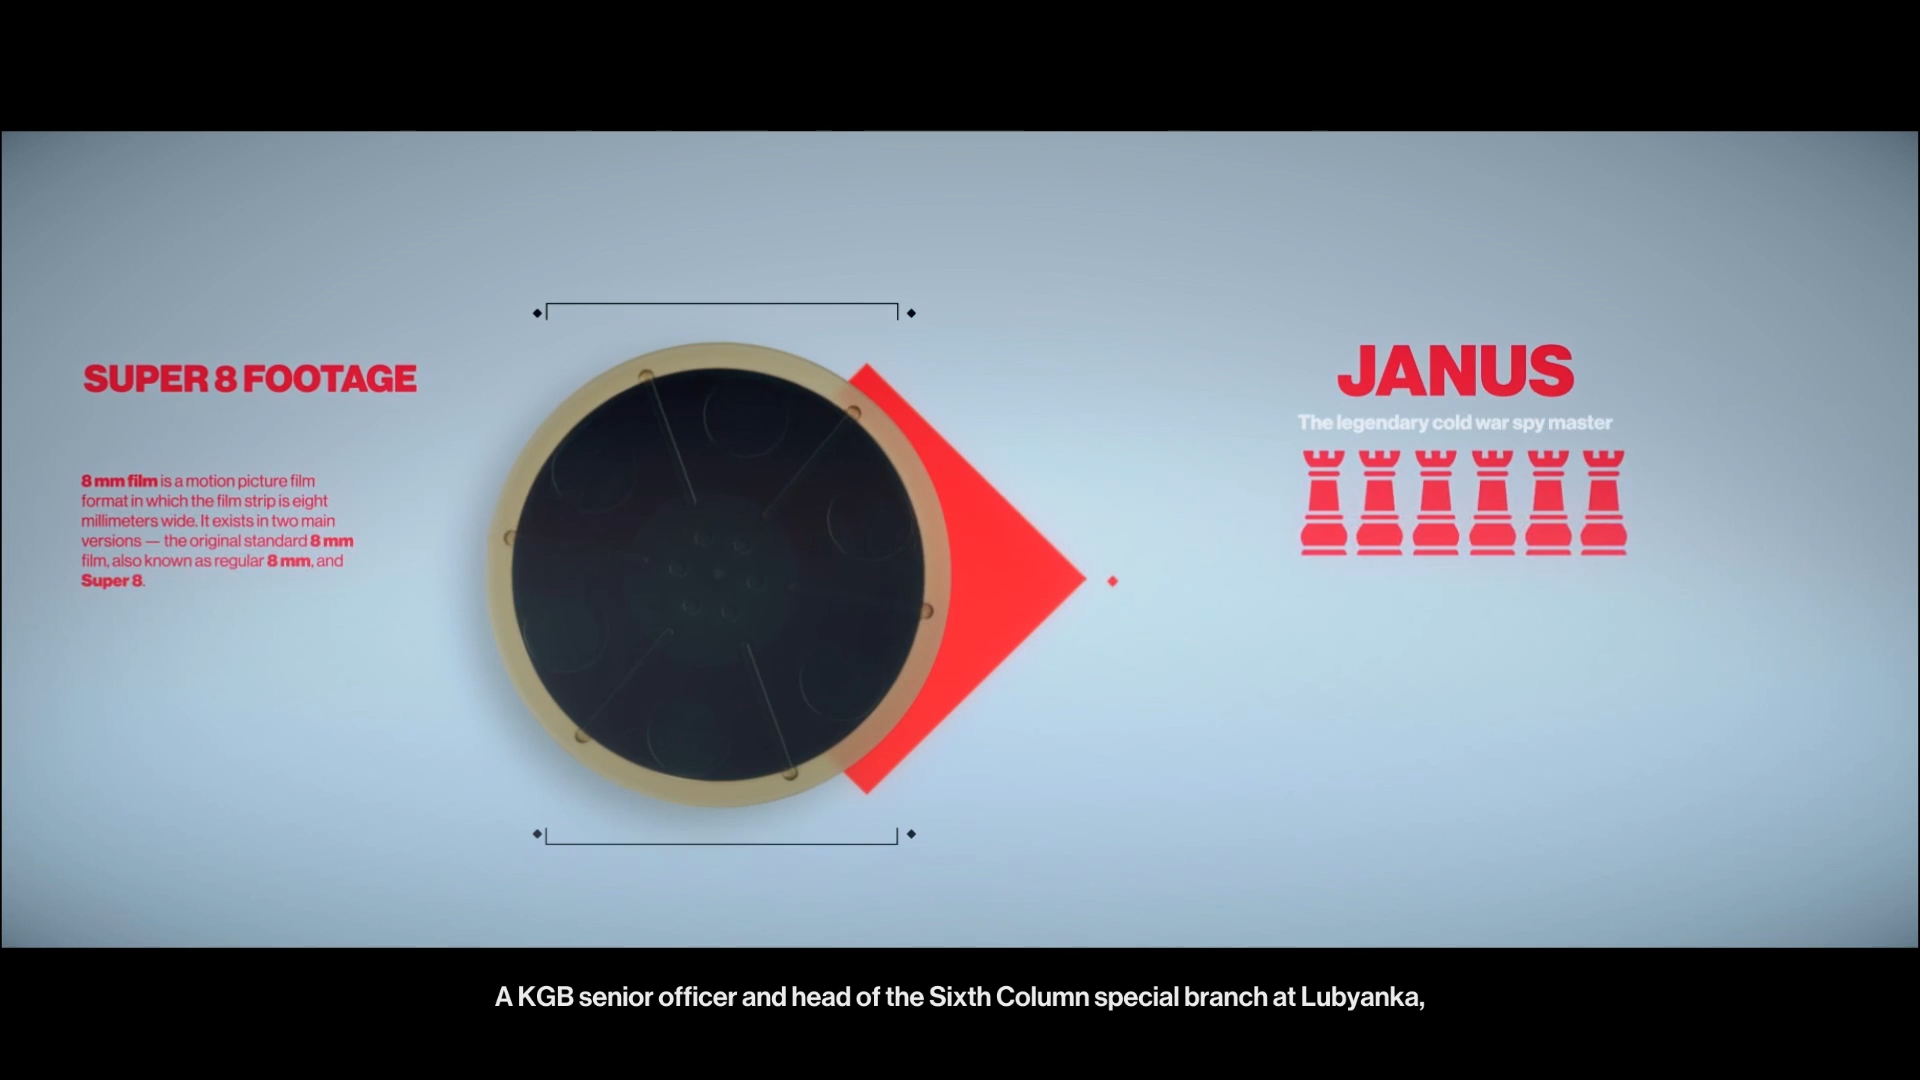 SUPER 8 FOOTAGE
8 mm film is a motion picture film
format in which the film strip is eight
millimeters wide. It exists in two main
versions — the original standard 8 mm
film, also known as regular 8 mm, and
Super 8.
JANUS
The legendary cold war spy master
A KGB senior officer and head of the Sixth Column special branch at Lubyanka,